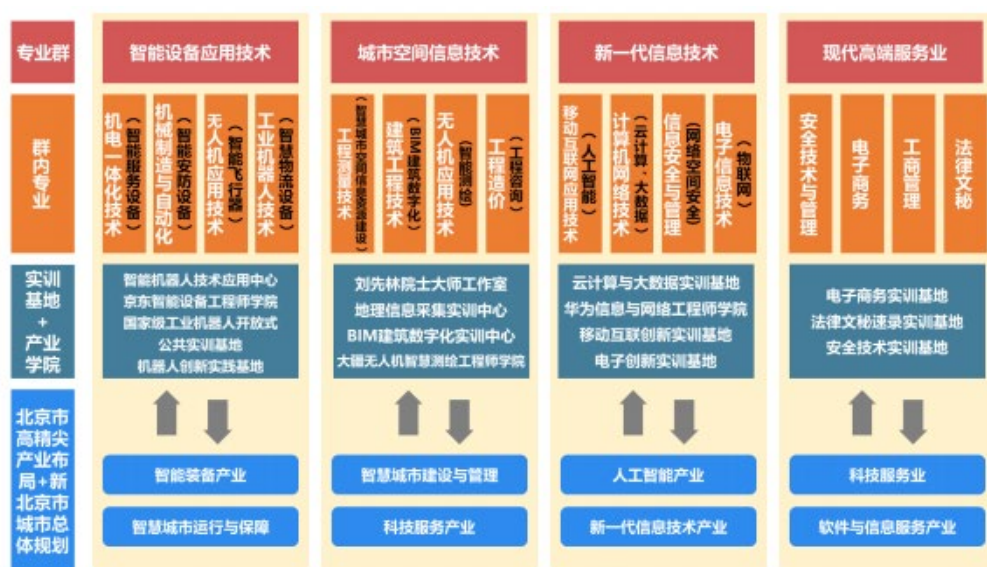 专业群
智能设备应用技术
城市空间信息技术
新一代信息技术
现代高端服务业
群内专业
机电一体化技术
（智能服务设备）
机械制造与自动化
（智能安防设备）
无人机应用技术
（智能飞行器）
工业机器人技术
（智慧物流设备）
工程测量技术
（智慧城市空间信息资源建设）
建筑工程技术
（BIM建筑数字化）
无人机应用技术
（智能测绘）
工程造价
（工程咨询）
移动互联网应用技术
（人工智能）
计算机网络技术
（云计算、大数据）
信息安全与管理
（网络空间安全）
电子信息技术
（物联网）
安全技术与管理
电子商务
工商管理
法律文秘
实训
基地
+
产业
学院
智能机器人技术应用中心
京东智能设备工程师学院
国家级工业机器人开放式
公共实训基地
机器人创新实践基地
刘先林院士大师工作室
地理信息采集实训中心
BIM建筑数字化实训中心
大疆无人机智慧测绘工程师学院
云计算与大数据实训基地
华为信息与网络工程师学院
移动互联创新实训基地
电子创新实训基地
电子商务实训基地
法律文秘速录实训基地
安全技术实训基地
北京市
高精尖
产业布
局+新
北京市
城市总
体规划
智能装备产业
智慧城市建设与管理
人工智能产业
科技服务业
智慧城市运行与保障
科技服务产业
新一代信息技术产业
软件与信息服务产业